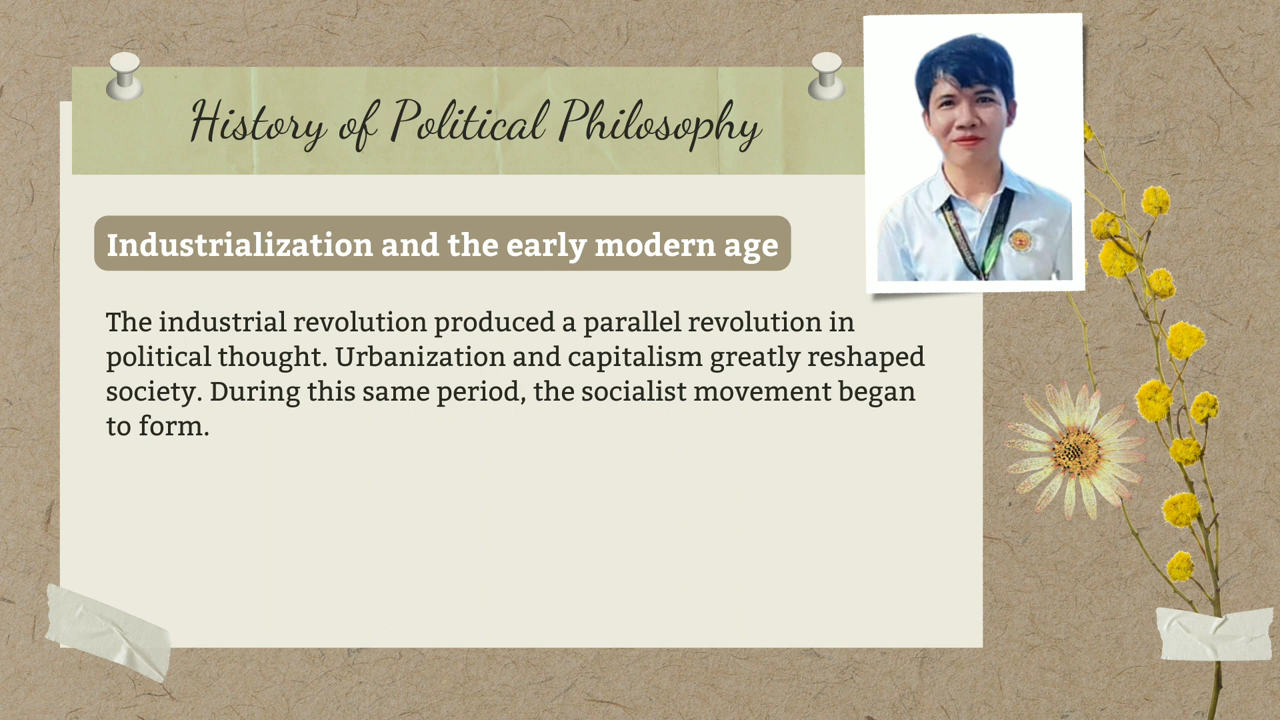 History of Political Philosophy
Industrialization and the early modern age
The industrial revolution produced a parallel revolution in
political thought. Urbanization and capitalism greatly reshaped
society. During this same period, the socialist movement began
to form.